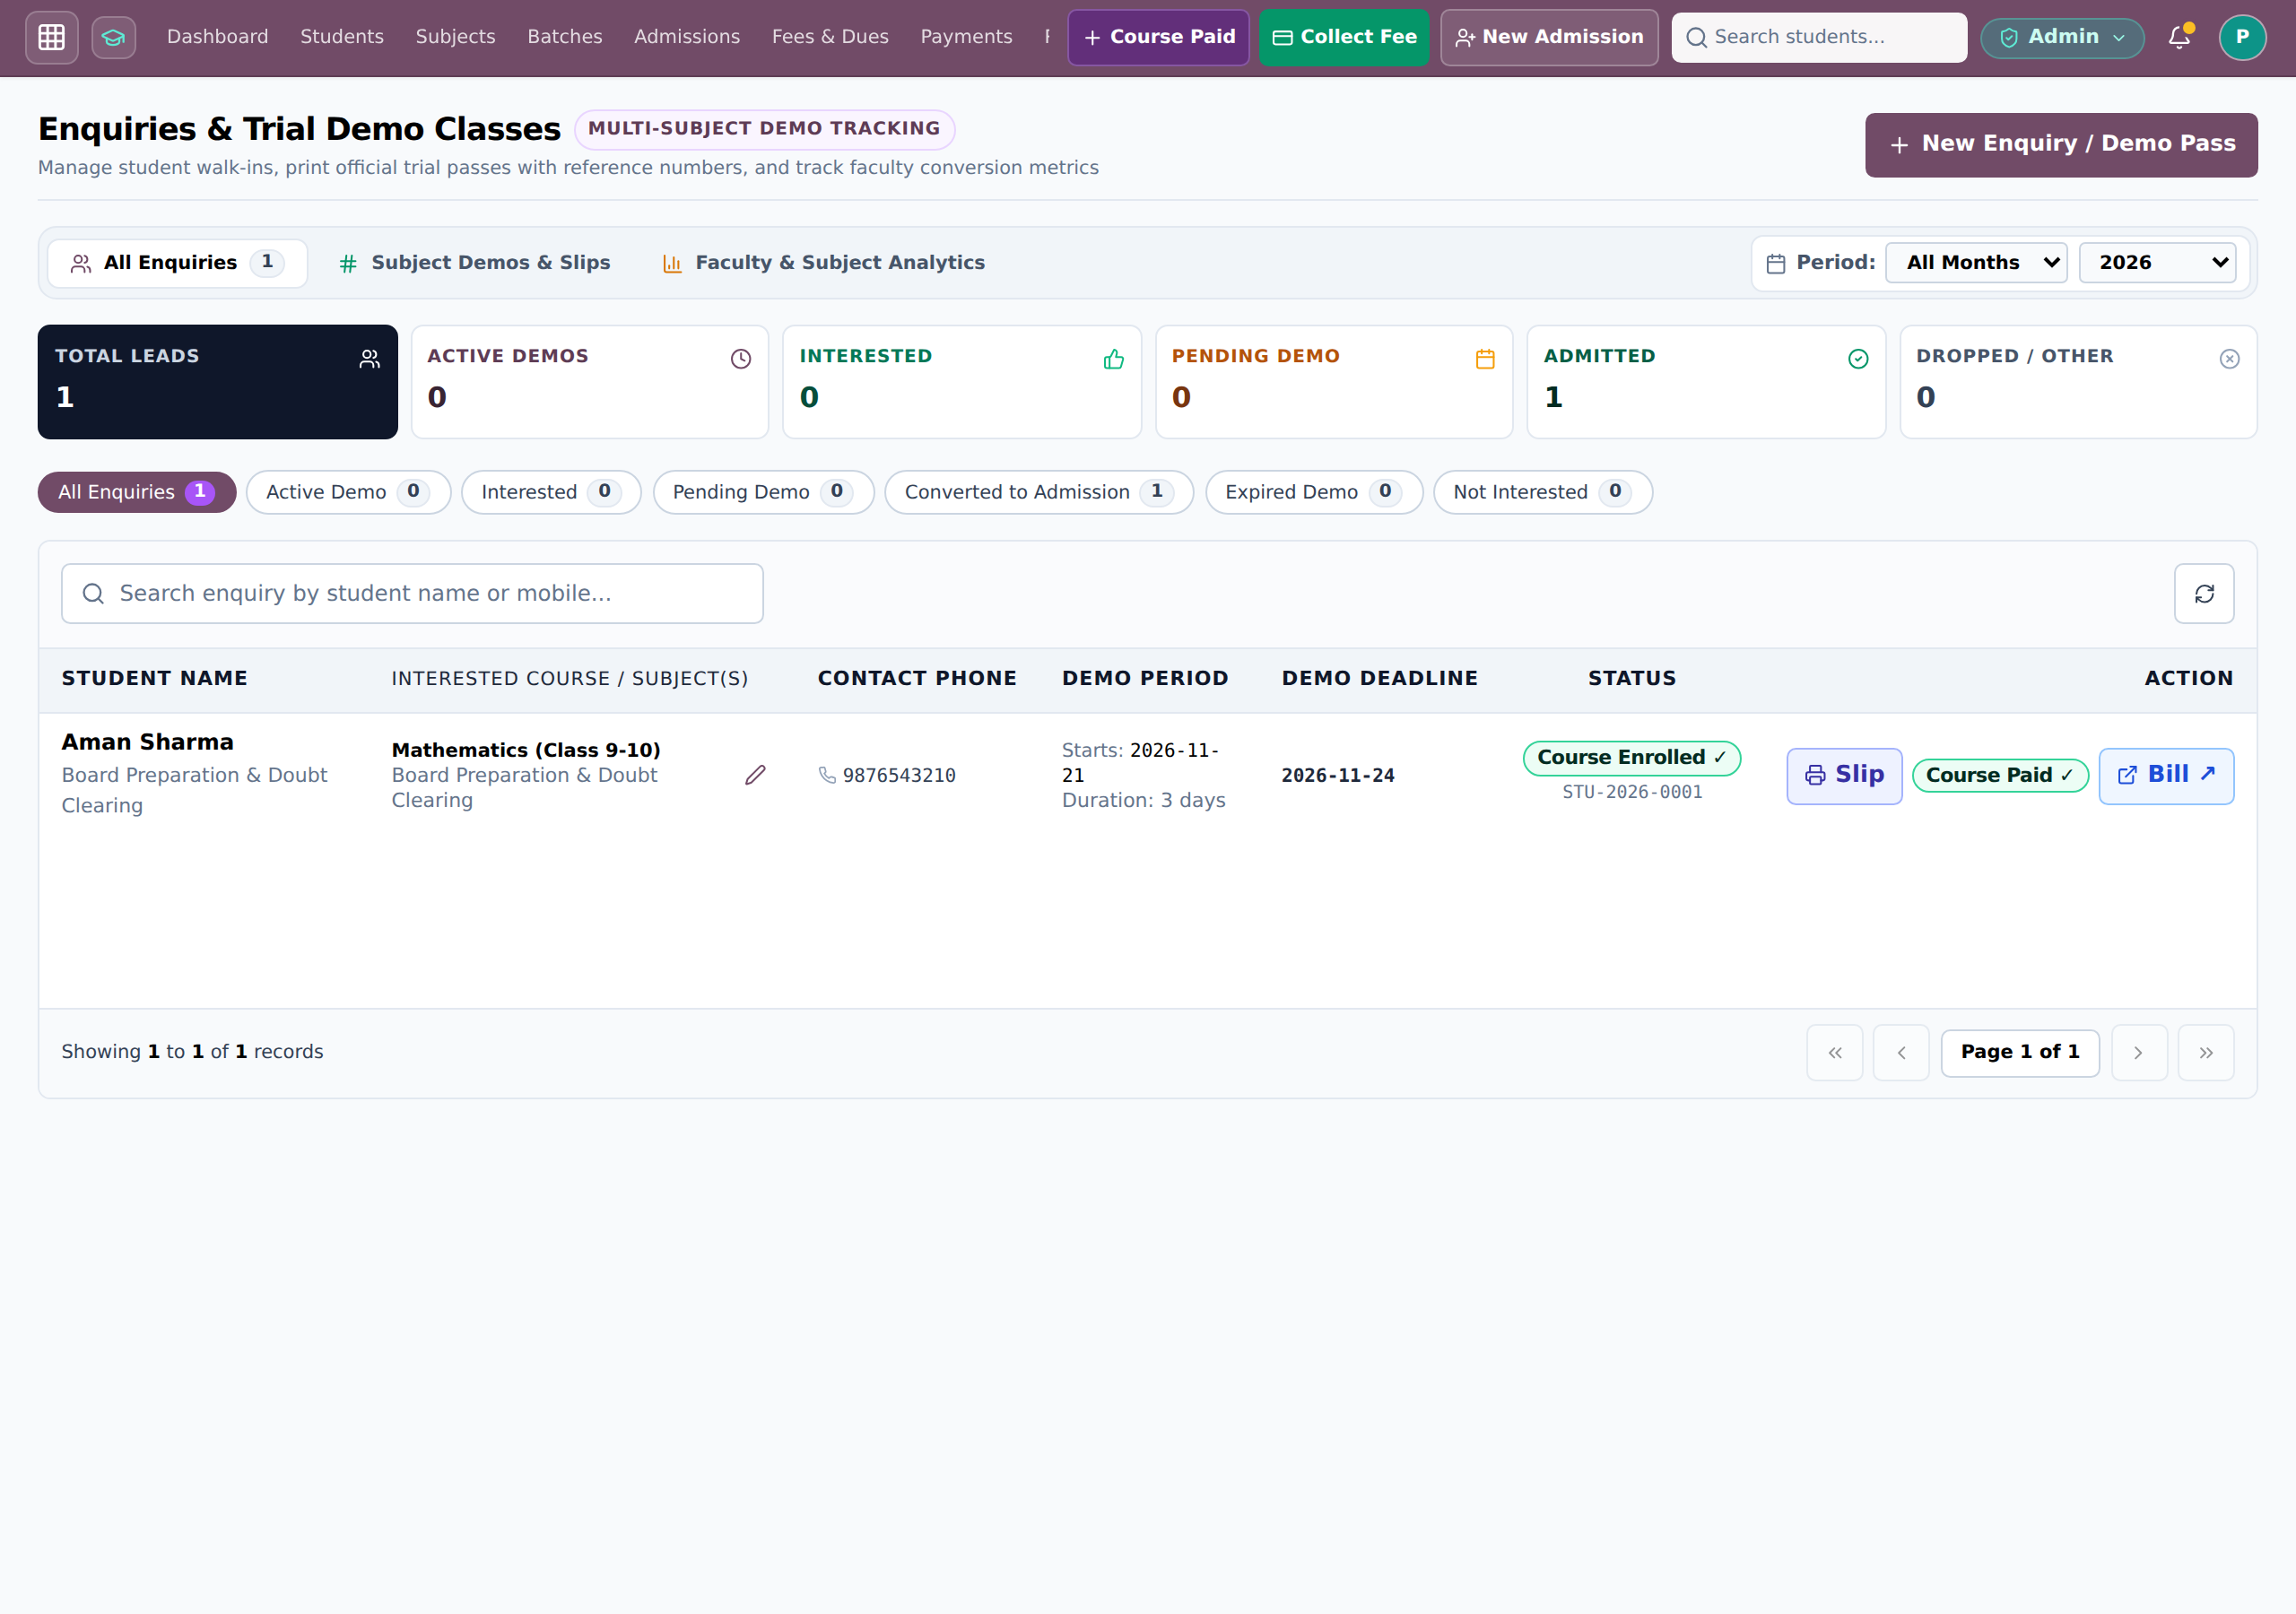 Dashboard Students Subjects Batches Admissions Fees & Dues Payments Course Paid Collect Fee New Admission Search students... Admin P
Enquiries & Trial Demo Classes MULTI-SUBJECT DEMO TRACKING
New Enquiry / Demo Pass
Manage student walk-ins, print official trial passes with reference numbers, and track faculty conversion metrics
All Enquiries 1 Subject Demos & Slips Faculty & Subject Analytics Period: All Months 2026
TOTAL LEADS ACTIVE DEMOS INTERESTED PENDING DEMO ADMITTED DROPPED / OTHER
1 0 0 0 1 0
All Enquiries 1 Active Demo 0 Interested 0 Pending Demo 0 Converted to Admission 1 Expired Demo 0 Not Interested 0
Search enquiry by student name or mobile...
STUDENT NAME INTERESTED COURSE / SUBJECT(S) CONTACT PHONE DEMO PERIOD DEMO DEADLINE STATUS ACTION
Aman Sharma
Board Preparation & Doubt
Clearing
Mathematics (Class 9-10)
Board Preparation & Doubt
Clearing
9876543210
Starts: 2026-11-
21
Duration: 3 days
2026-11-24
Course Enrolled ✓
STU-2026-0001
Slip Course Paid ✓ Bill ↗
Showing 1 to 1 of 1 records
« ‹ Page 1 of 1 › »